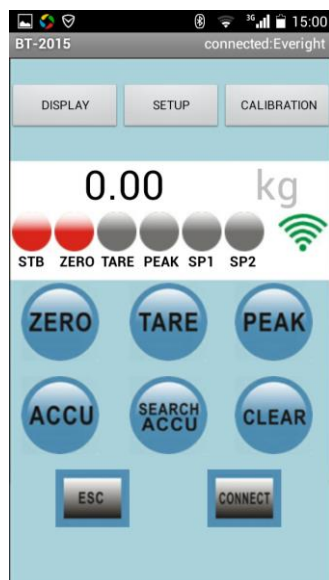 3G 15:00
BT-2015 connected:Everight
DISPLAY SETUP CALIBRATION
0.00 kg
STB ZERO TARE PEAK SP1 SP2
ZERO TARE PEAK
ACCU SEARCH ACCU CLEAR
ESC CONNECT